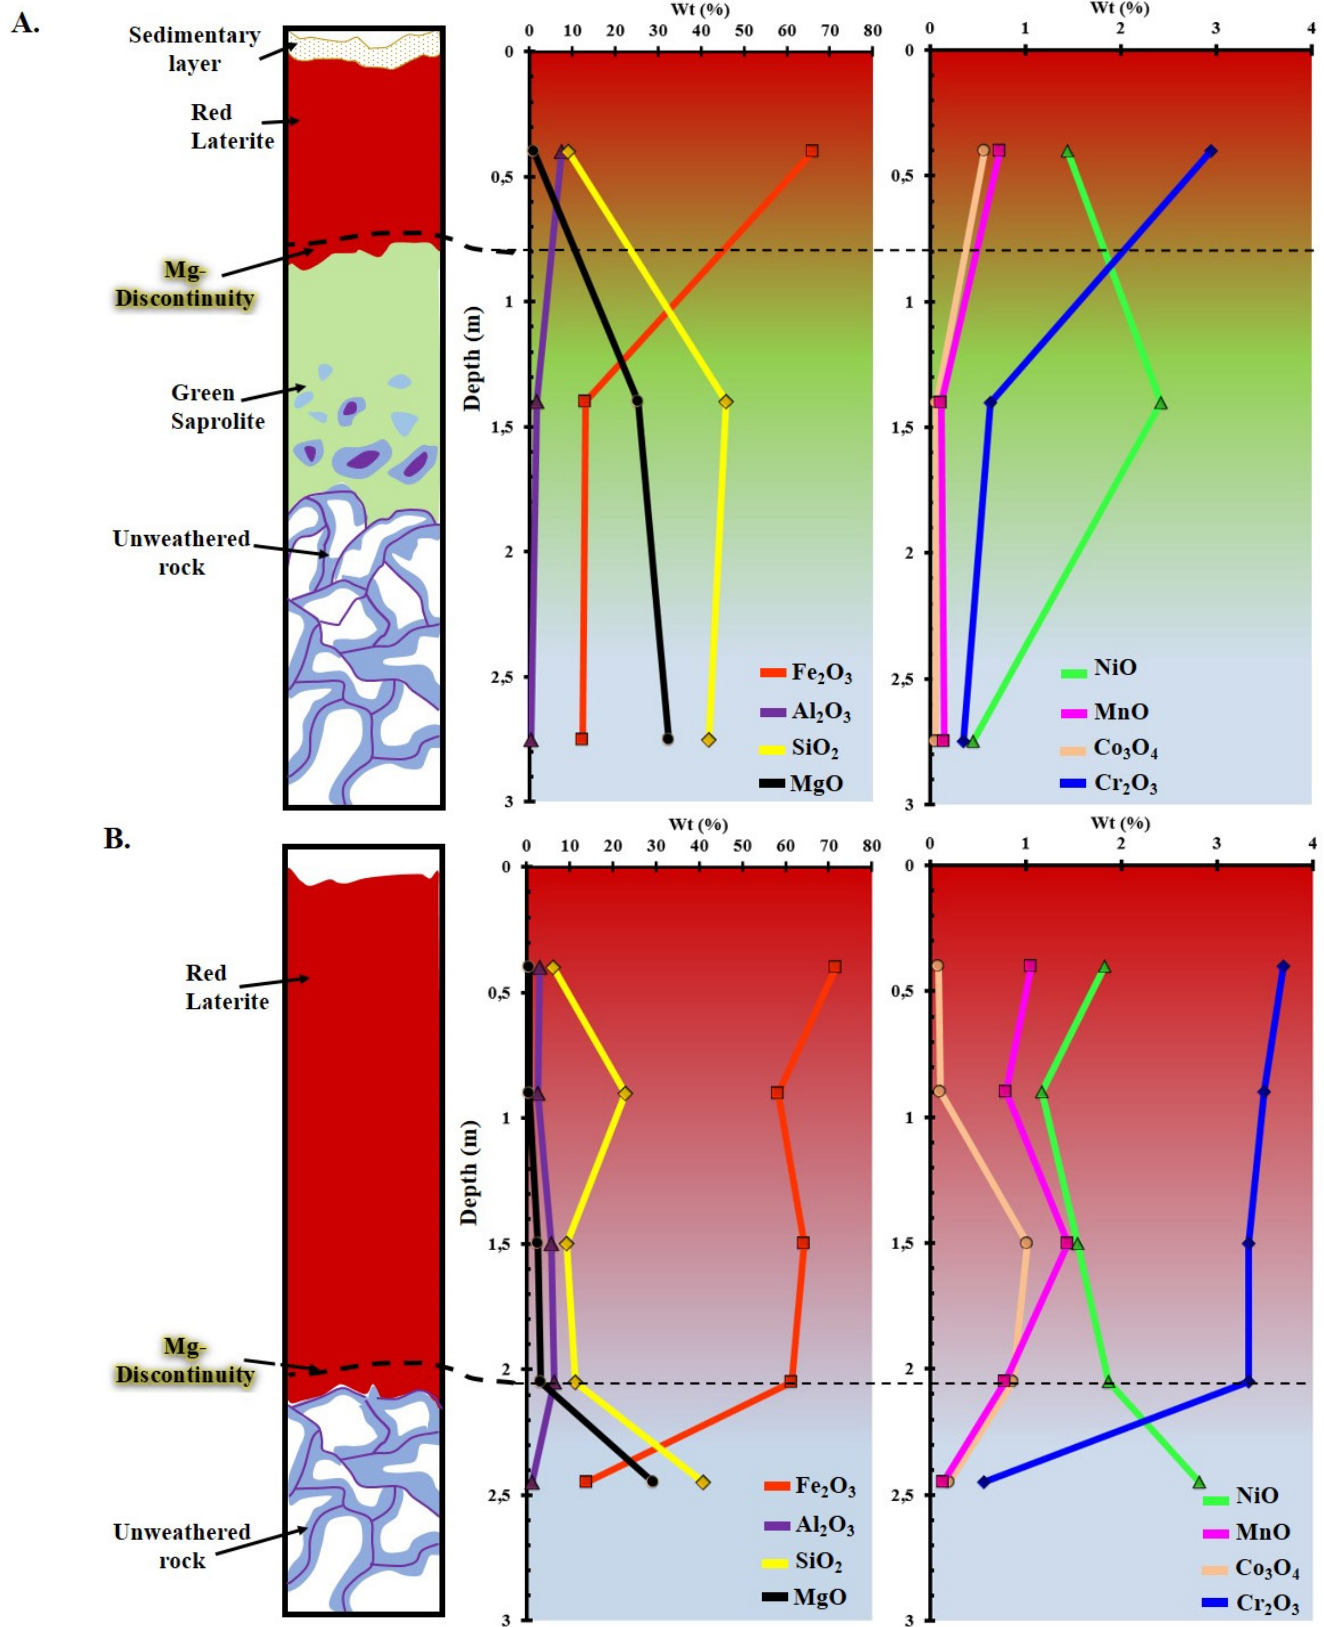 A.
Sedimentary
layer
Red
Laterite
Mg-
Discontinuity
Green
Saprolite
Unweathered
rock
Wt (%)
0 10 20 30 40 50 60 70 80
0
0,5
1
1,5
2
2,5
3
Depth (m)
Fe₂O₃
Al₂O₃
SiO₂
MgO
Wt (%)
0 1 2 3 4
0
0,5
1
1,5
2
2,5
3
NiO
MnO
Co₃O₄
Cr₂O₃
B.
Red
Laterite
Mg-
Discontinuity
Unweathered
rock
Wt (%)
0 10 20 30 40 50 60 70 80
0
0,5
1
1,5
2
2,5
3
Depth (m)
Fe₂O₃
Al₂O₃
SiO₂
MgO
Wt (%)
0 1 2 3 4
0
0,5
1
1,5
2
2,5
3
NiO
MnO
Co₃O₄
Cr₂O₃